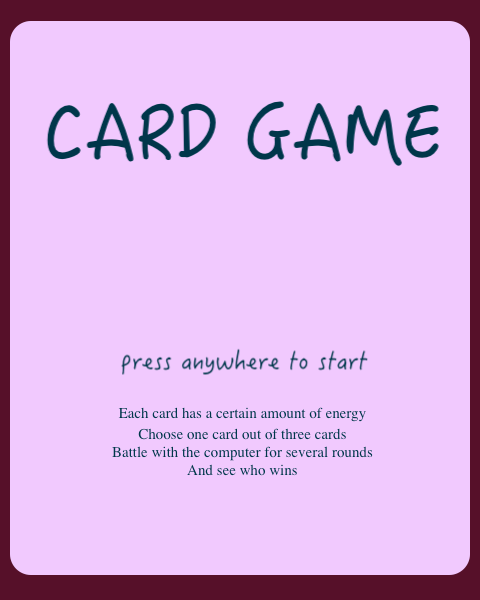 CARD GAME
press anywhere to start
Each card has a certain amount of energy
Choose one card out of three cards
Battle with the computer for several rounds
And see who wins